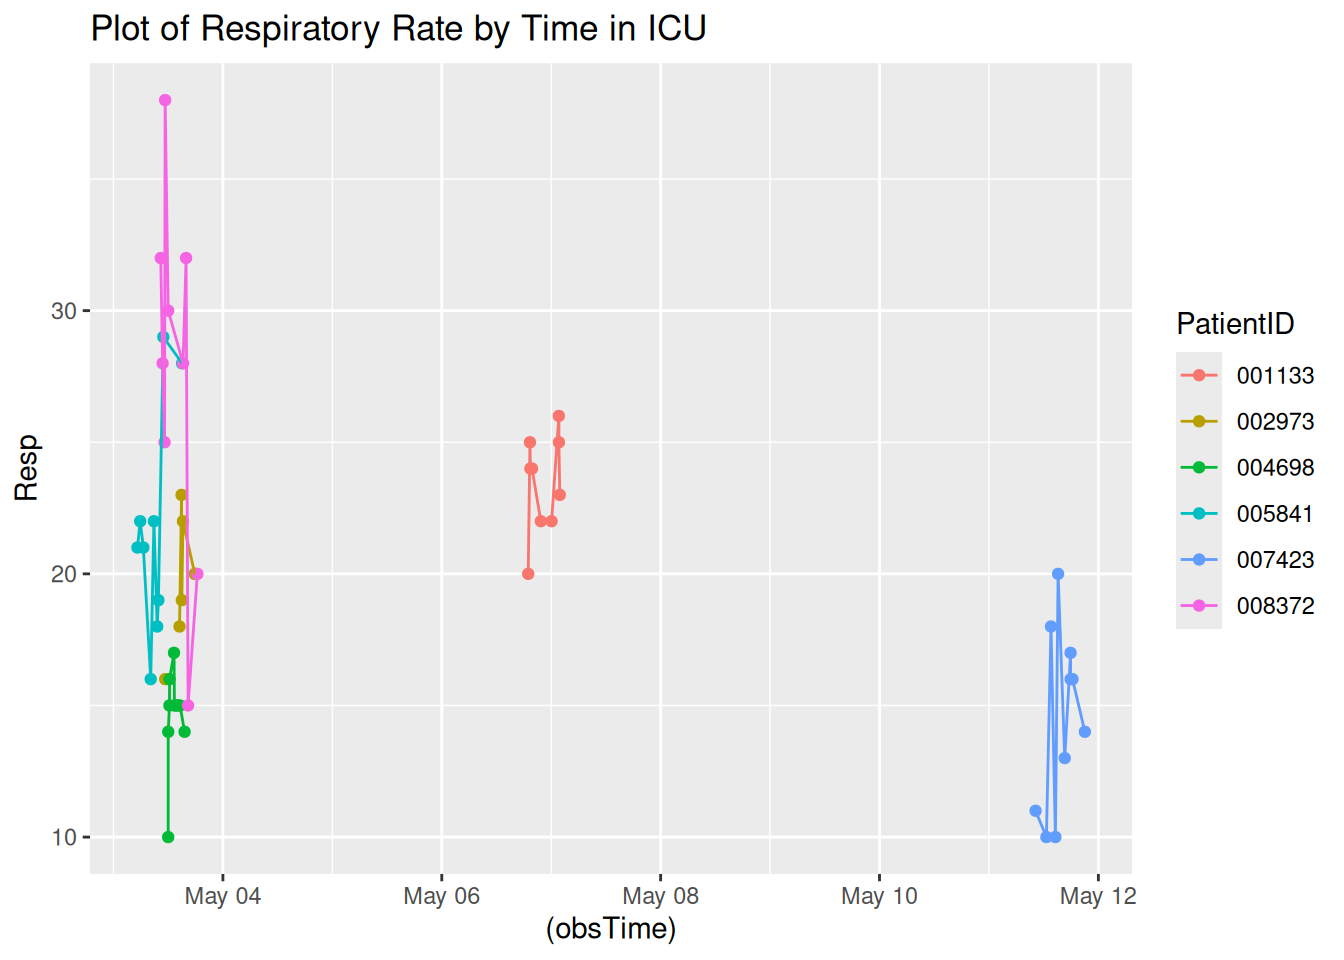 Plot of Respiratory Rate by Time in ICU
Resp
30
20
10
May 04 May 06 May 08 May 10 May 12
(obsTime)
PatientID
001133
002973
004698
005841
007423
008372